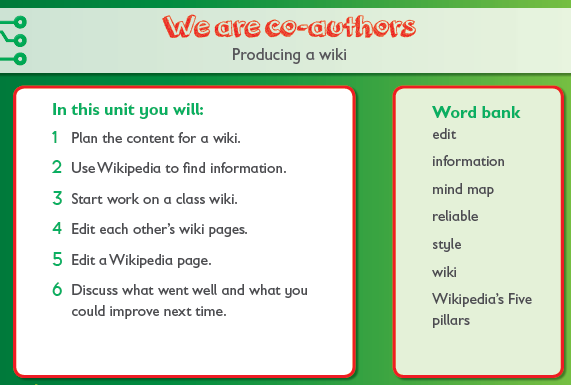 We are co-authors
Producing a wiki
In this unit you will:
1 Plan the content for a wiki.
2 Use Wikipedia to find information.
3 Start work on a class wiki.
4 Edit each other's wiki pages.
5 Edit a Wikipedia page.
6 Discuss what went well and what you
could improve next time.
Word bank
edit
information
mind map
reliable
style
wiki
Wikipedia's Five
pillars